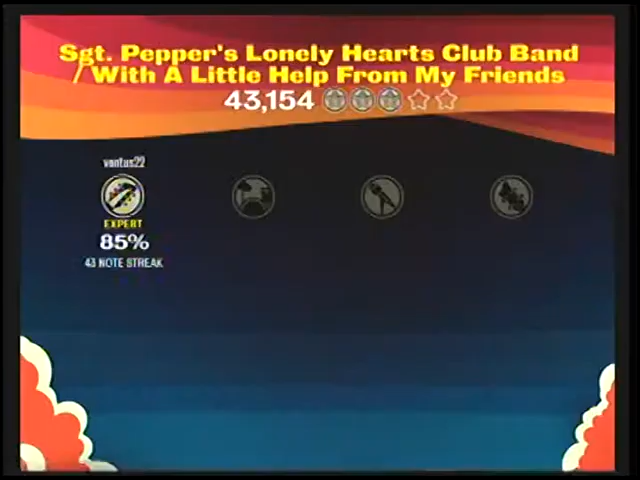 Sgt. Pepper's Lonely Hearts Club Band
/ With A Little Help From My Friends
43,154
ventus22
EXPERT
85%
43 NOTE STREAK